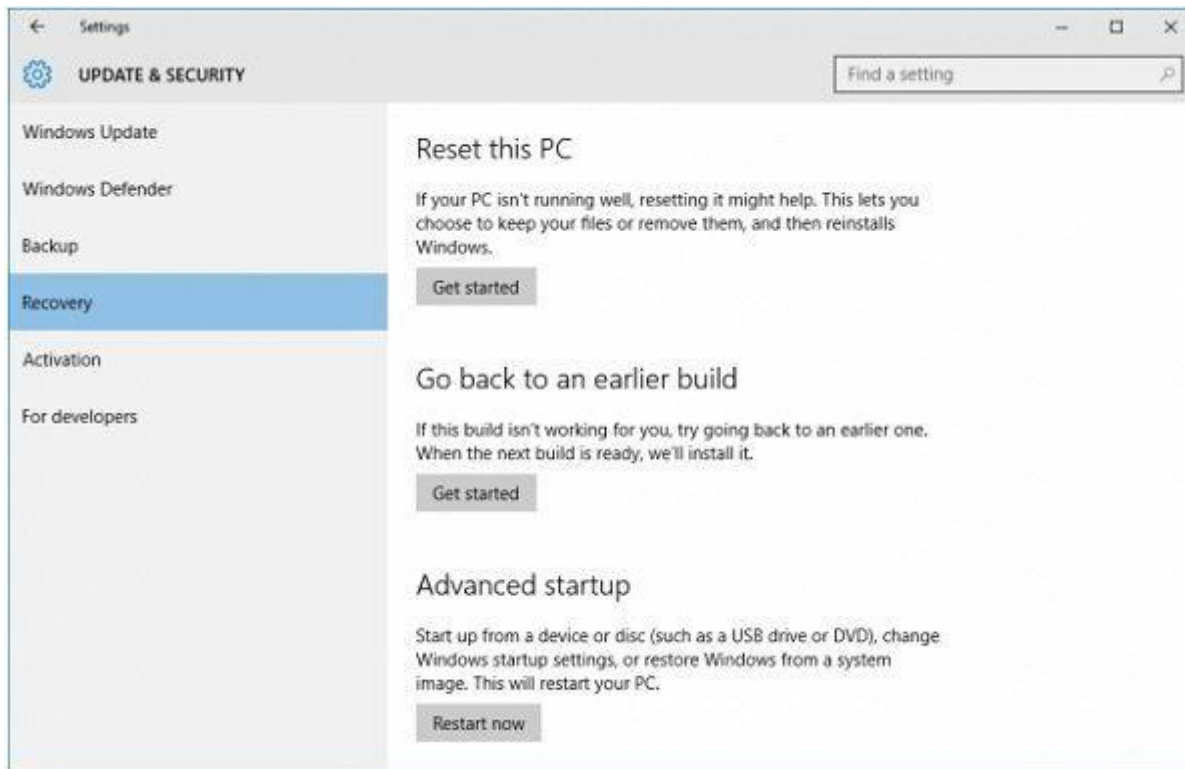 Settings
UPDATE & SECURITY
Find a setting
Windows Update
Windows Defender
Backup
Recovery
Activation
For developers
Reset this PC
If your PC isn't running well, resetting it might help. This lets you
choose to keep your files or remove them, and then reinstalls
Windows.
Get started
Go back to an earlier build
If this build isn't working for you, try going back to an earlier one.
When the next build is ready, we'll install it.
Get started
Advanced startup
Start up from a device or disc (such as a USB drive or DVD), change
Windows startup settings, or restore Windows from a system
image. This will restart your PC.
Restart now